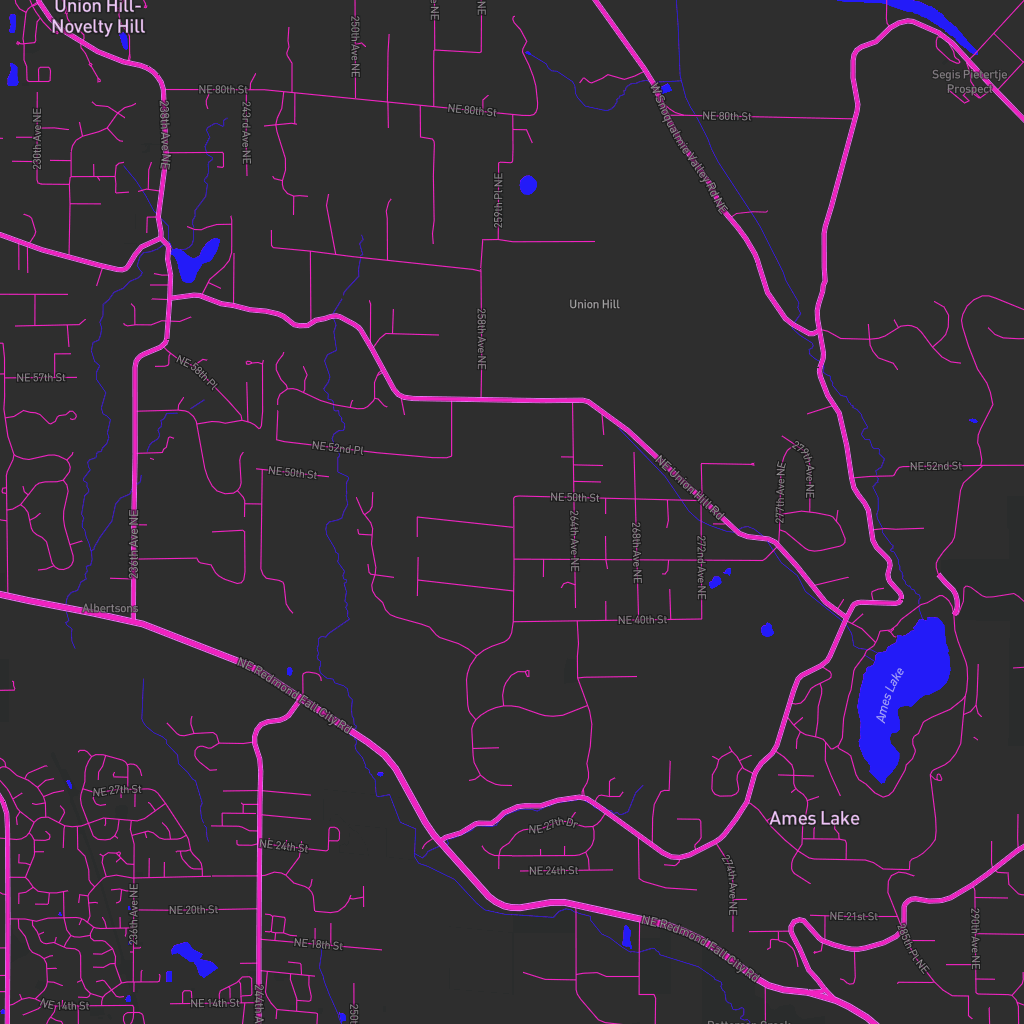 Union Hill-
Novelty Hill
250th Ave NE
NE
NE
Segis Pietertje
Prospect
NE 80th St
NE 80th St
NE 80th St
230th Ave NE
238th Ave NE
243rd Ave NE
W Snoqualmie Valley Rd NE
259th Pl NE
Union Hill
258th Ave NE
NE 58th Pl
NE 57th St
NE 52nd Pl
NE 50th St
NE Union Hill Rd
279th Ave NE
277th Ave NE
NE 52nd St
NE 50th St
236th Ave NE
264th Ave NE
268th Ave NE
272nd Ave NE
Albertsons
NE 40th St
NE Redmond Fall City Rd
Ames Lake
NE 27th St
Ames Lake
NE 27th Dr
NE 24th St
NE 24th St
274th Ave NE
236th Ave NE
NE 20th St
NE 21st St
290th Ave NE
285th Pl NE
NE 18th St
NE Redmond Fall City Rd
NE 14th St
NE 14th St
244th A
250t